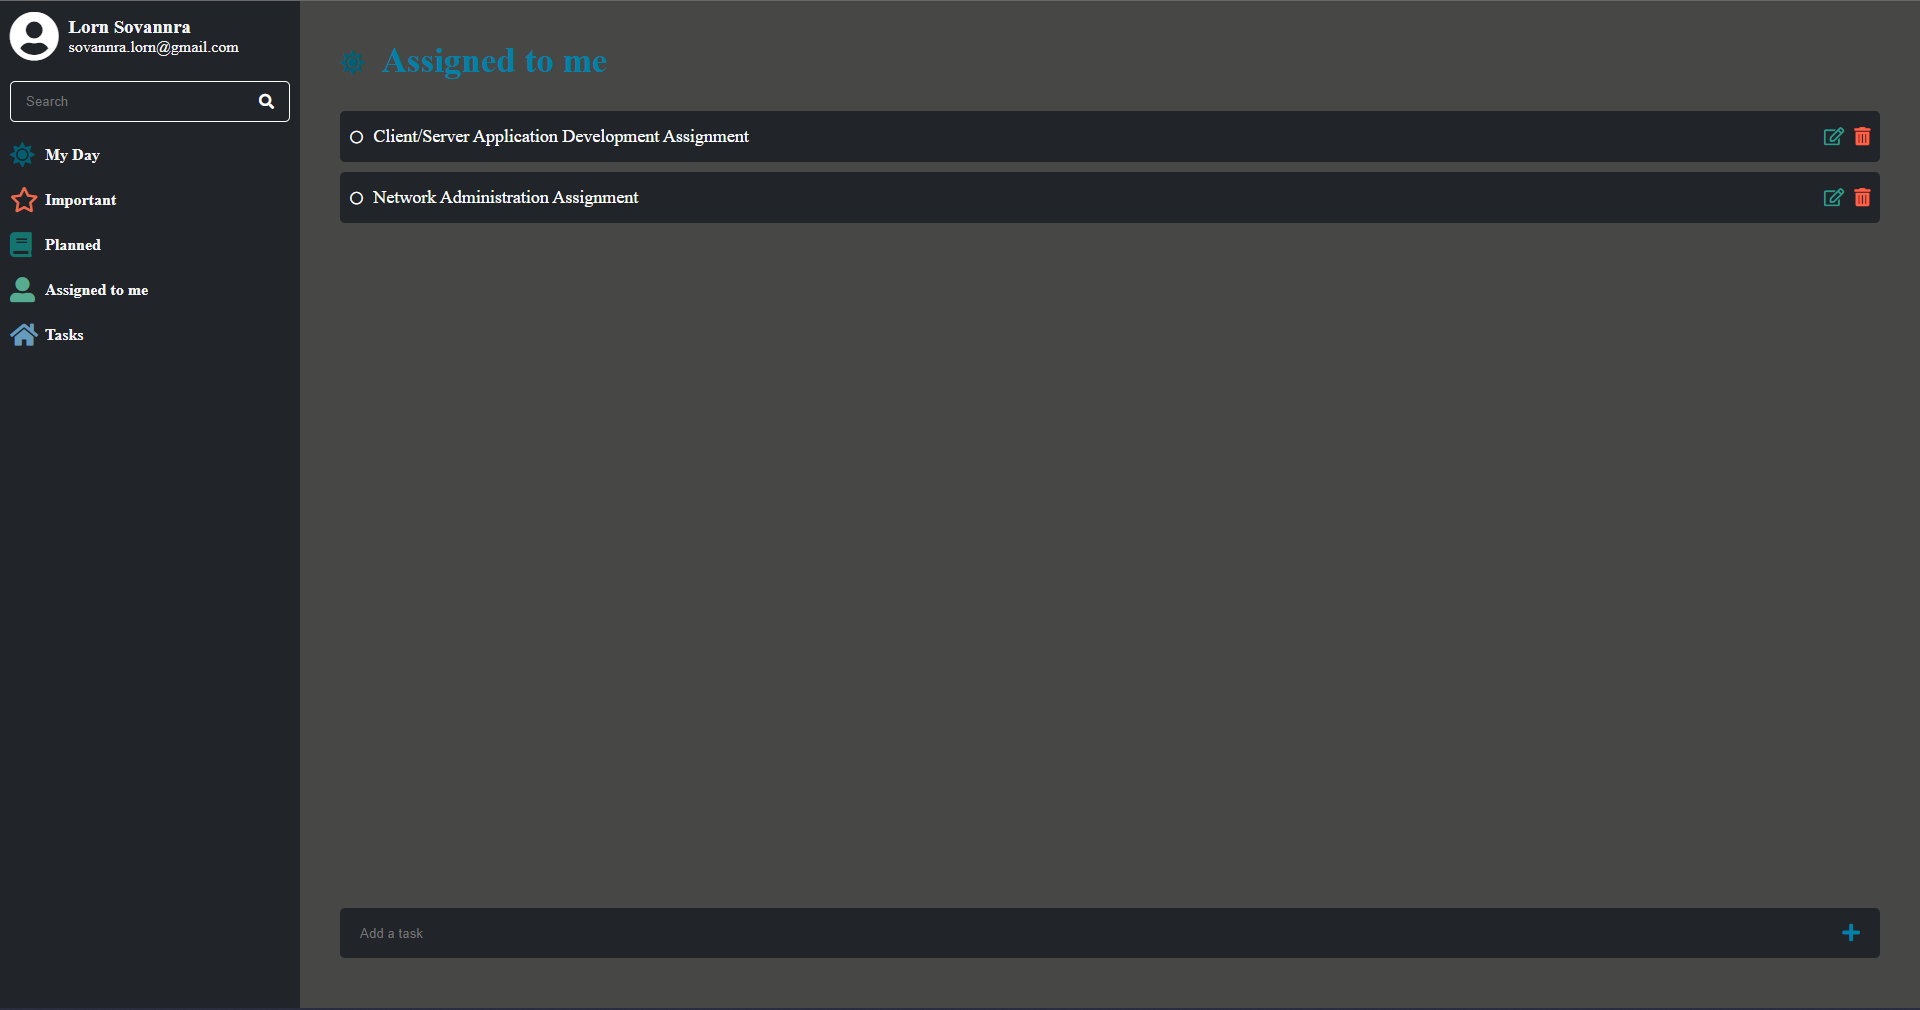 Lorn Sovannra
sovannra.lorn@gmail.com
Search
My Day
Important
Planned
Assigned to me
Tasks
Assigned to me
Client/Server Application Development Assignment
Network Administration Assignment
Add a task